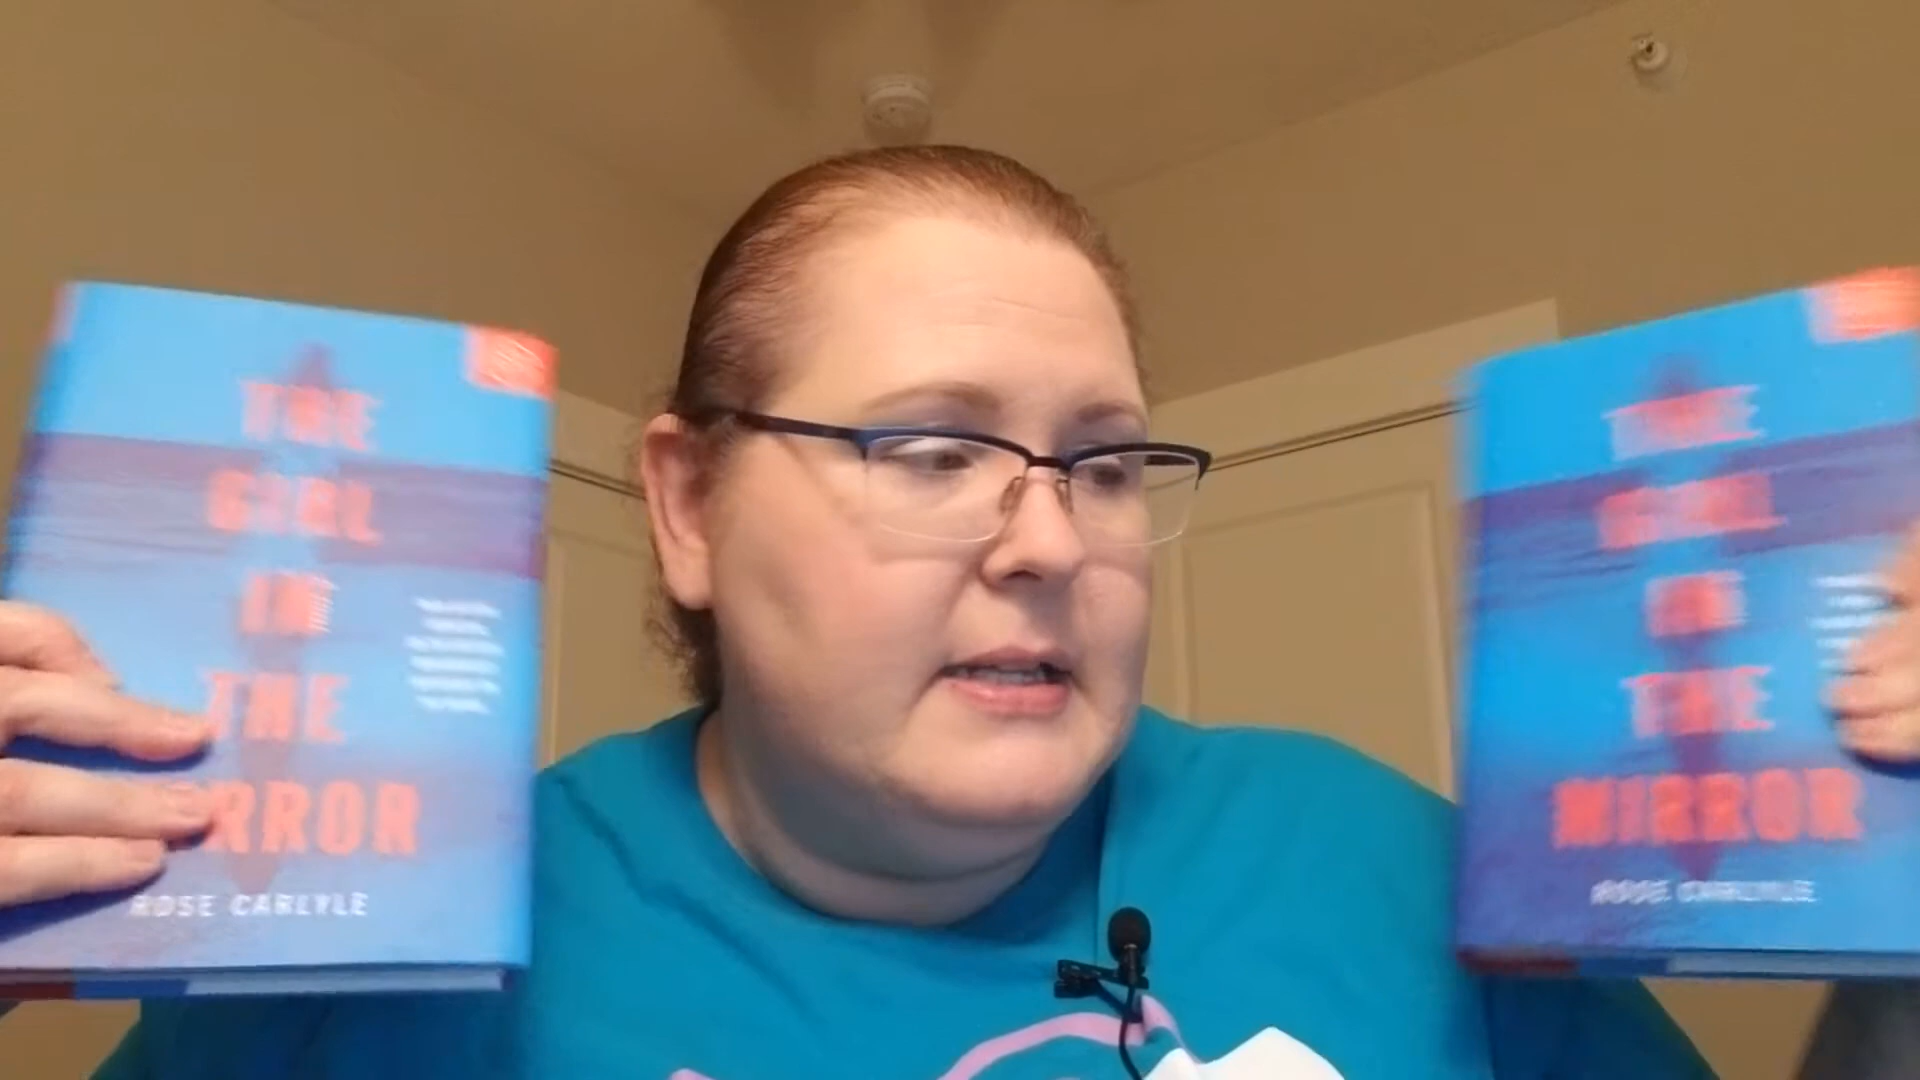 THE
GIRL
IN
THE
RROR
ROSE CARLYLE
THE
GIRL
IN
THE
MIRROR
ROSE CARLYLE